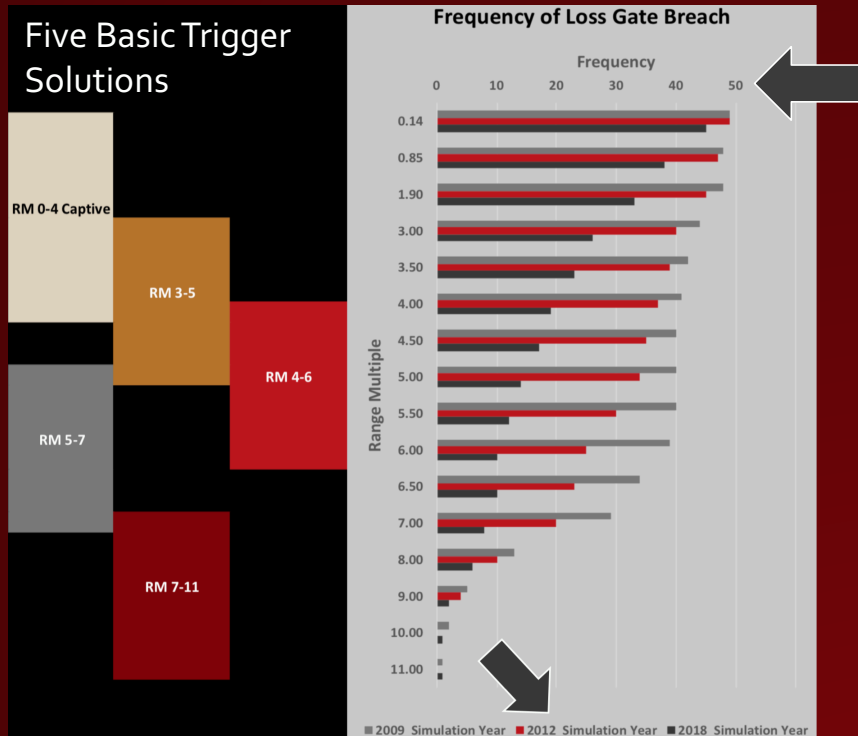 Five Basic Trigger
Solutions
RM 0-4 Captive
RM 3-5
RM 4-6
RM 5-7
RM 7-11
Frequency of Loss Gate Breach
Frequency
0 10 20 30 40 50
Range Multiple
0.14
0.85
1.90
3.00
3.50
4.00
4.50
5.00
5.50
6.00
6.50
7.00
8.00
9.00
10.00
11.00
2009 Simulation Year 2012 Simulation Year 2018 Simulation Year